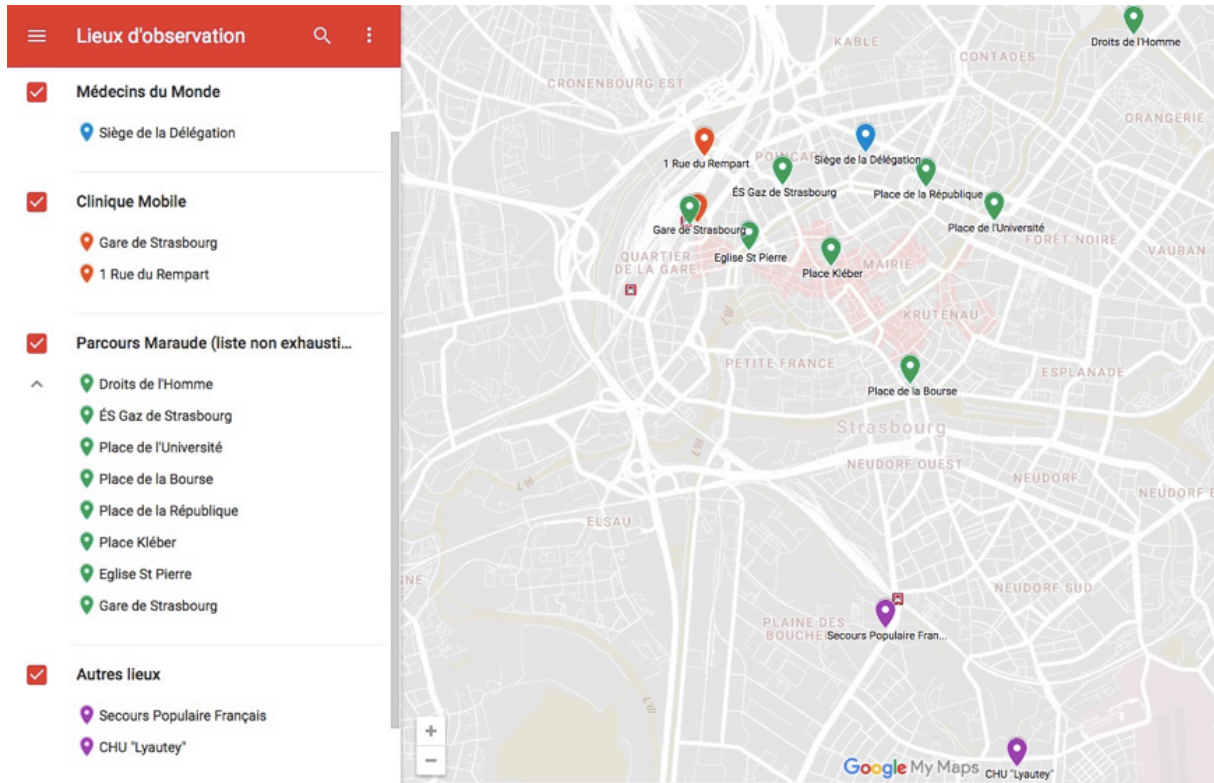 Lieux d'observation
Médecins du Monde
Siège de la Délégation
Clinique Mobile
Gare de Strasbourg
1 Rue du Rempart
Parcours Maraude (liste non exhausti...
Droits de l'Homme
ÉS Gaz de Strasbourg
Place de l'Université
Place de la Bourse
Place de la République
Place Kléber
Eglise St Pierre
Gare de Strasbourg
Autres lieux
Secours Populaire Français
CHU "Lyautey"
KABLE
Droits de l'Homme
CONTADES
CRONENBOURG EST
ORANGERIE
1 Rue du Rempart
POINCARÉ
Siège de la Délégation
ÉS Gaz de Strasbourg
Place de la République
Gare de Strasbourg
Place de l'Université
FORÊT-NOIRE
VAUBAN
QUARTIER
DE LA GARE
Eglise St Pierre
MAIRIE
Place Kléber
KRUTENAU
L'Ill
PETITE-FRANCE
ESPLANADE
Place de la Bourse
Strasbourg
L'Ill
NEUDORF OUEST
NEUDORF
NEUDORF E
L'Ill
ELSAU
GNE
NEUDORF SUD
PLAINE DES
BOUCHE
Secours Populaire Fran...
L'Ill
+
−
Google My Maps
CHU "Lyautey"